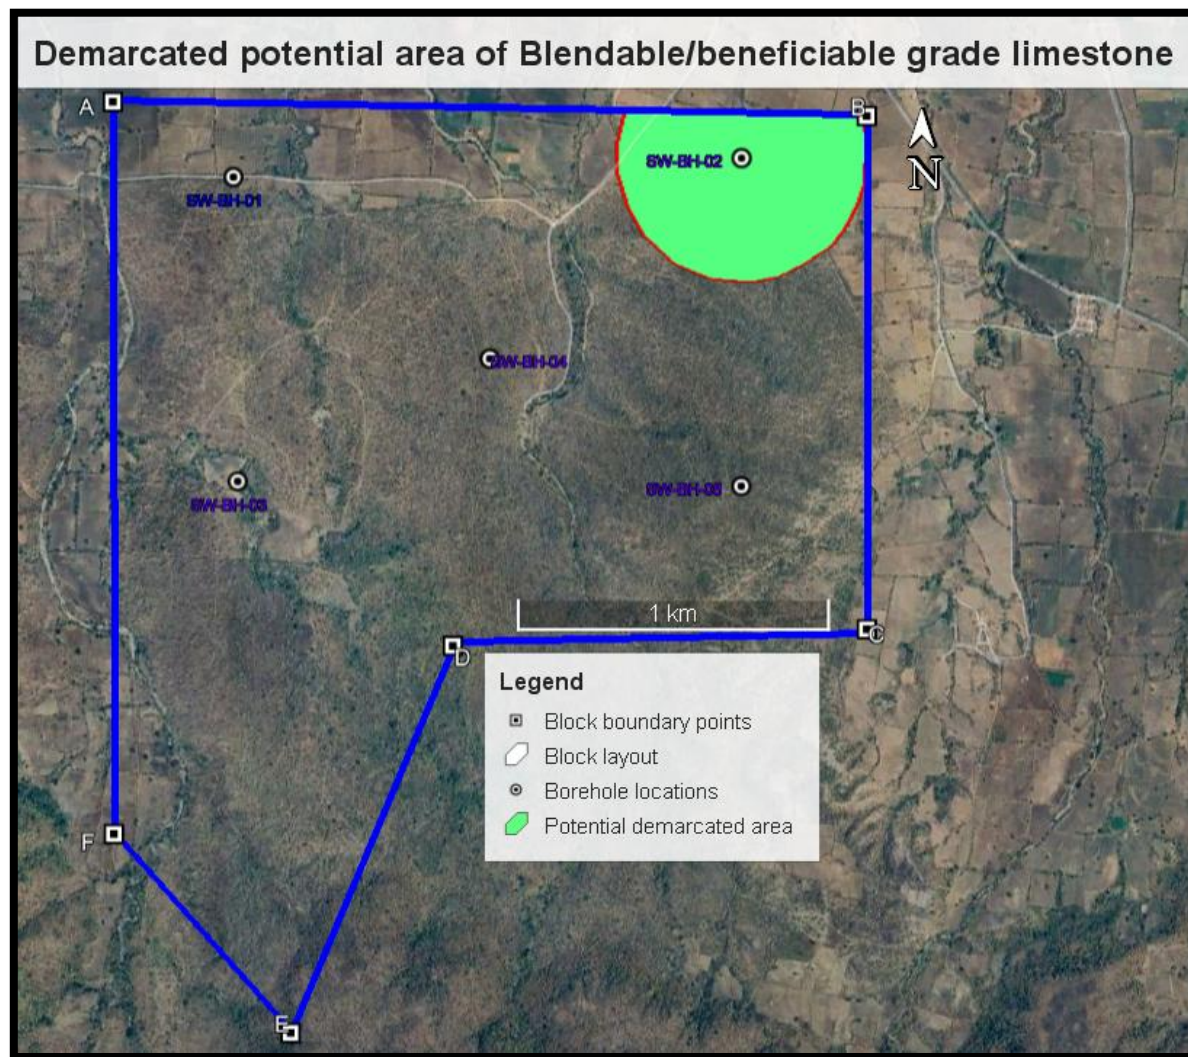 Demarcated potential area of Blendable/beneficiable grade limestone
A
B
SW-BH-02
N
SW-BH-01
SW-BH-04
SW-BH-03
SW-BH-05
1 km
C
D
Legend
Block boundary points
Block layout
Borehole locations
Potential demarcated area
F
E